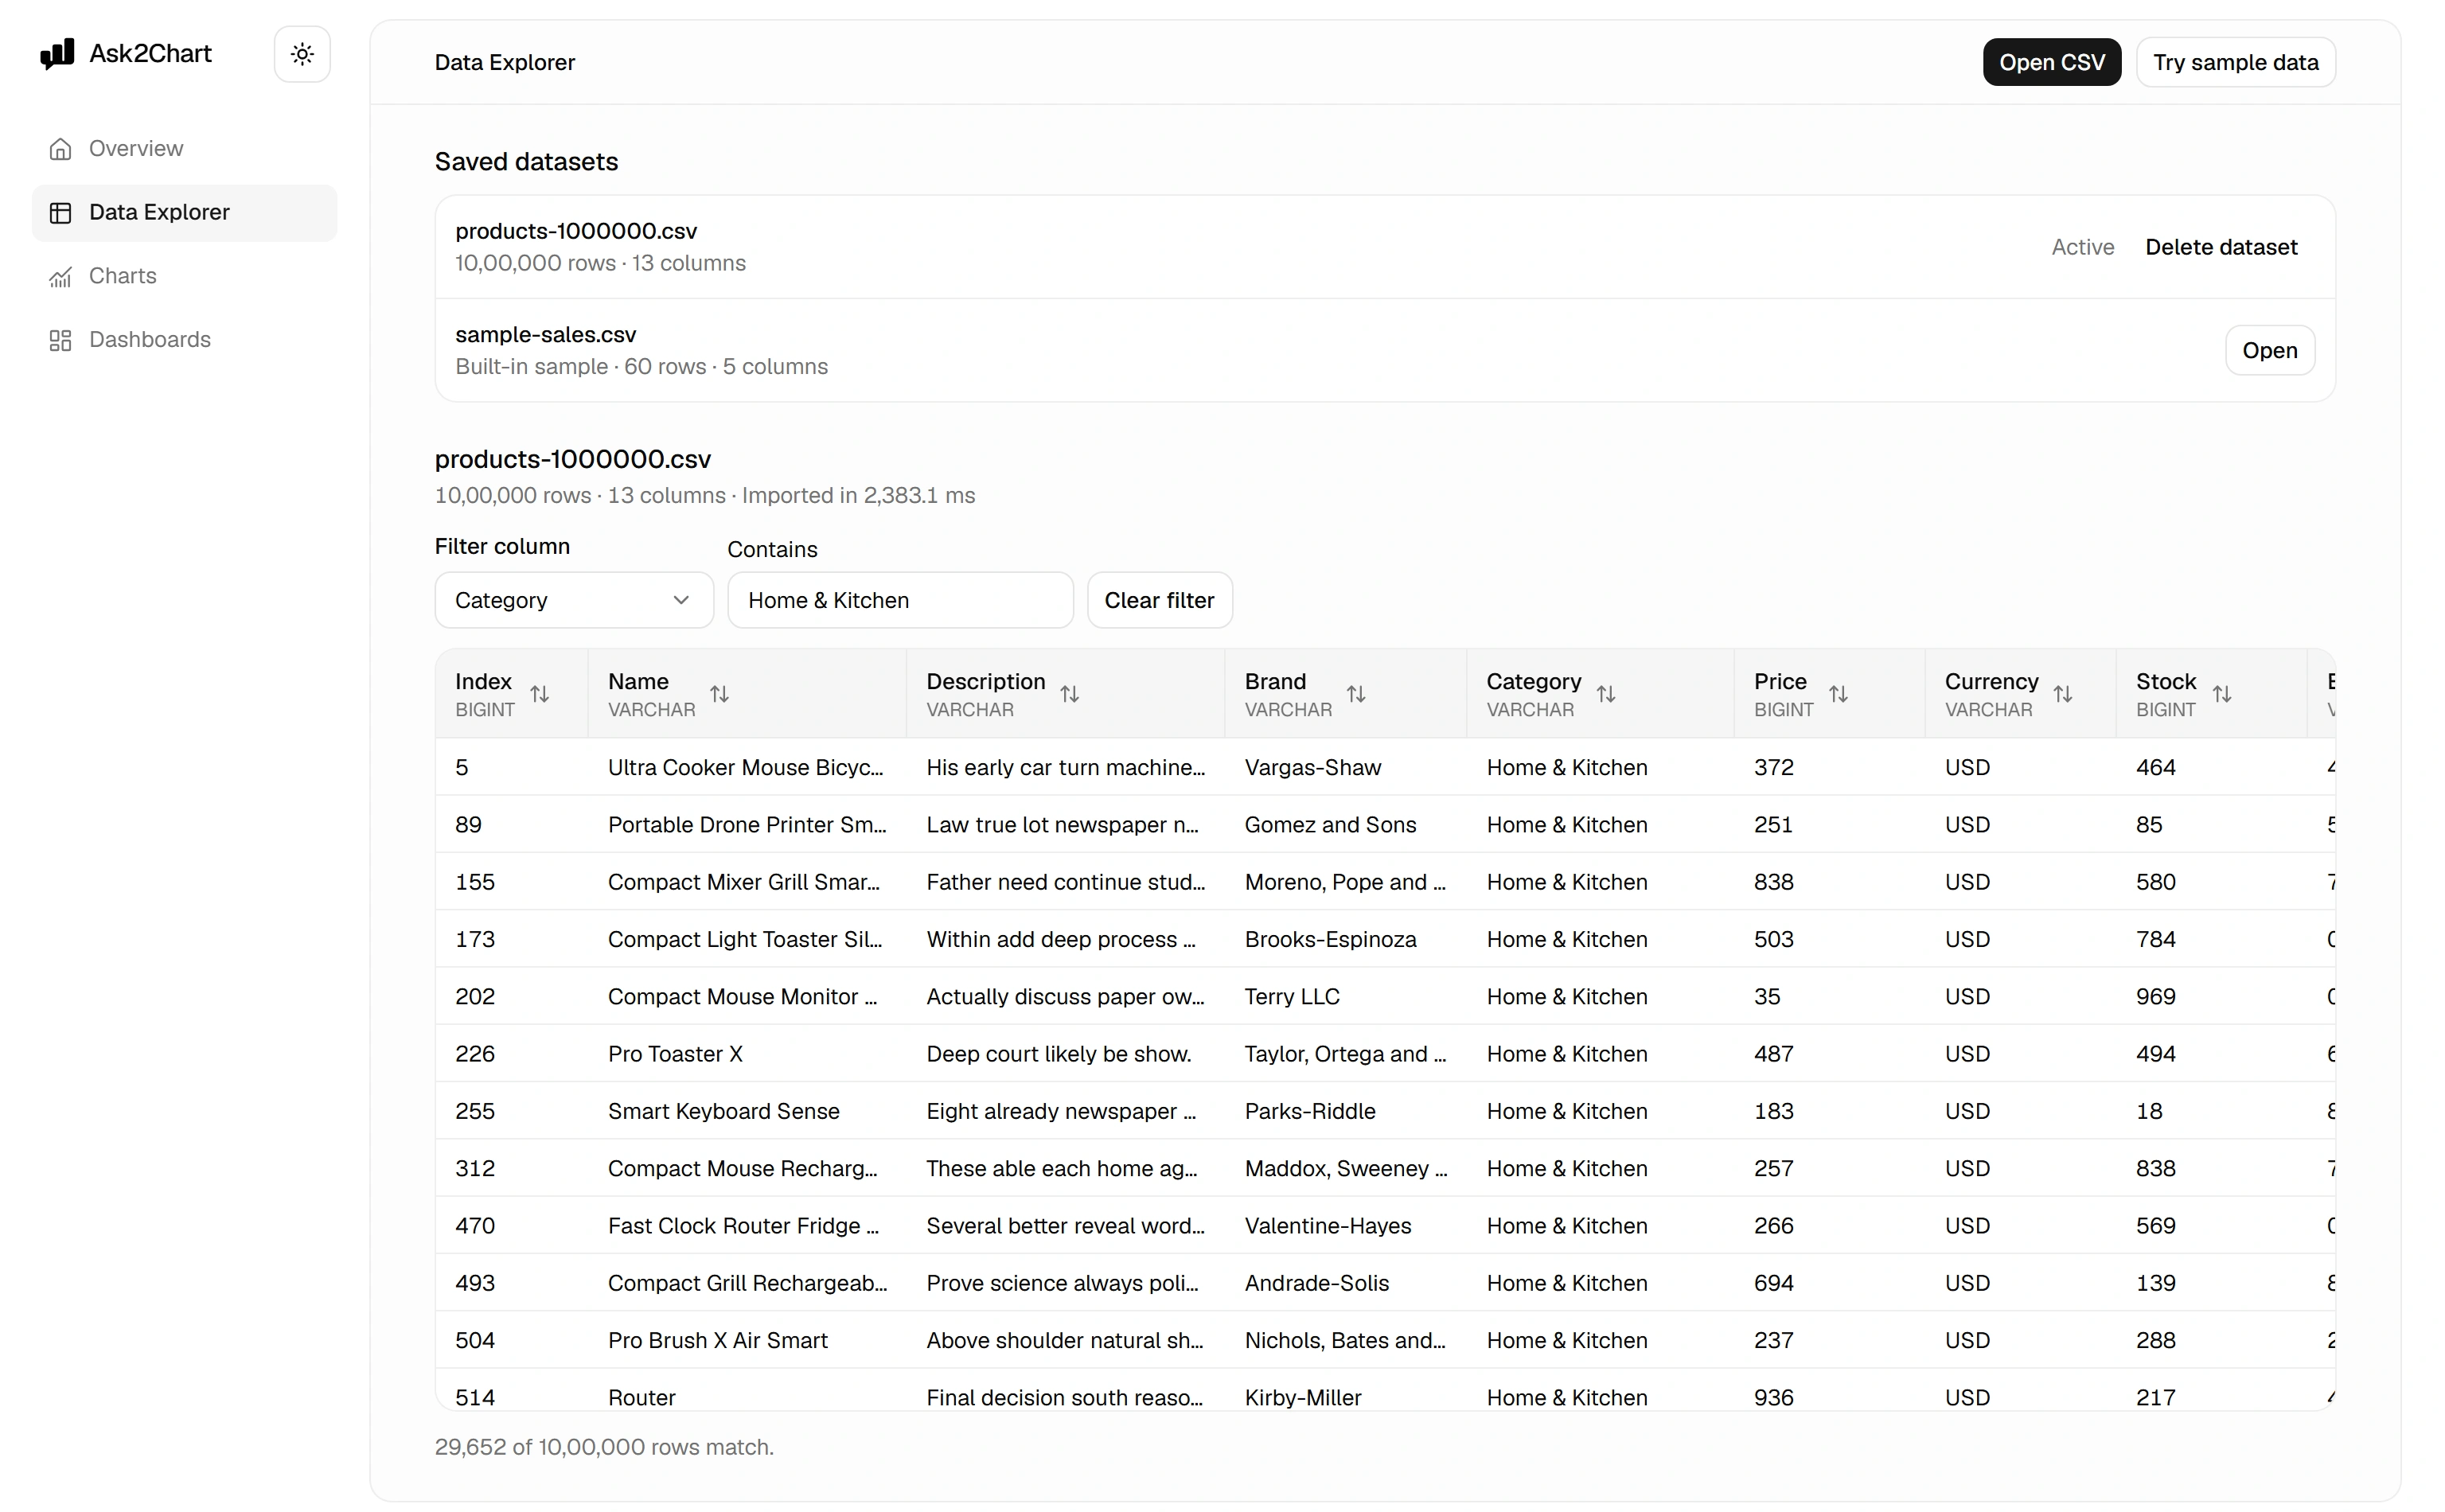 Ask2Chart
Overview
Data Explorer
Charts
Dashboards
Data Explorer
Open CSV
Try sample data
Saved datasets
products-1000000.csv
10,00,000 rows · 13 columns
Active
Delete dataset
sample-sales.csv
Built-in sample · 60 rows · 5 columns
Open
products-1000000.csv
10,00,000 rows · 13 columns · Imported in 2,383.1 ms
Filter column
Contains
Category
Home & Kitchen
Clear filter
Index Name Description Brand Category Price Currency Stock
BIGINT VARCHAR VARCHAR VARCHAR VARCHAR BIGINT VARCHAR BIGINT
5 Ultra Cooker Mouse Bicyc... His early car turn machine... Vargas-Shaw Home & Kitchen 372 USD 464
89 Portable Drone Printer Sm... Law true lot newspaper n... Gomez and Sons Home & Kitchen 251 USD 85
155 Compact Mixer Grill Smar... Father need continue stud... Moreno, Pope and ... Home & Kitchen 838 USD 580
173 Compact Light Toaster Sil... Within add deep process ... Brooks-Espinoza Home & Kitchen 503 USD 784
202 Compact Mouse Monitor ... Actually discuss paper ow... Terry LLC Home & Kitchen 35 USD 969
226 Pro Toaster X Deep court likely be show. Taylor, Ortega and ... Home & Kitchen 487 USD 494
255 Smart Keyboard Sense Eight already newspaper ... Parks-Riddle Home & Kitchen 183 USD 18
312 Compact Mouse Recharg... These able each home ag... Maddox, Sweeney ... Home & Kitchen 257 USD 838
470 Fast Clock Router Fridge ... Several better reveal word... Valentine-Hayes Home & Kitchen 266 USD 569
493 Compact Grill Rechargeab... Prove science always poli... Andrade-Solis Home & Kitchen 694 USD 139
504 Pro Brush X Air Smart Above shoulder natural sh... Nichols, Bates and... Home & Kitchen 237 USD 288
514 Router Final decision south reaso... Kirby-Miller Home & Kitchen 936 USD 217
29,652 of 10,00,000 rows match.